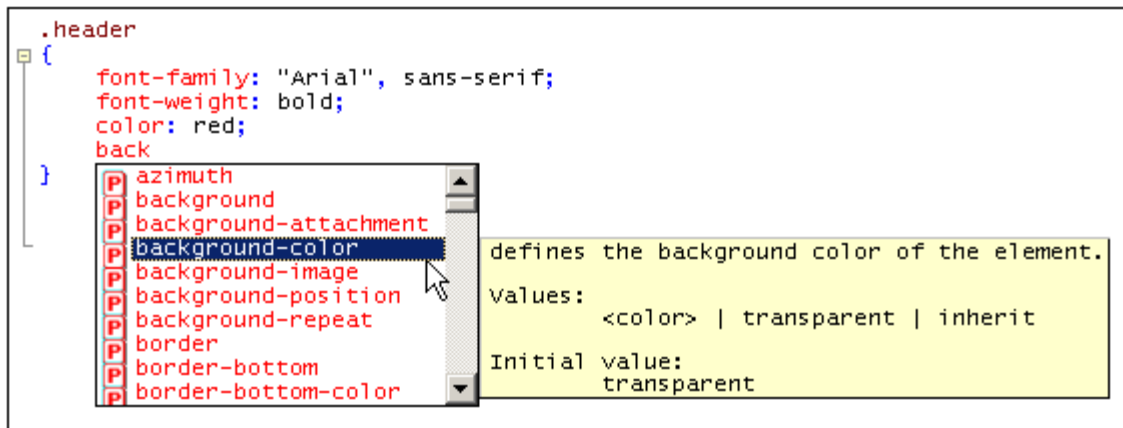 .header
{
font-family: "Arial", sans-serif;
font-weight: bold;
color: red;
back
}
P azimuth
P background
P background-attachment
P background-color
P background-image
P background-position
P background-repeat
P border
P border-bottom
P border-bottom-color
defines the background color of the element.
Values:
<color> | transparent | inherit
Initial value:
transparent